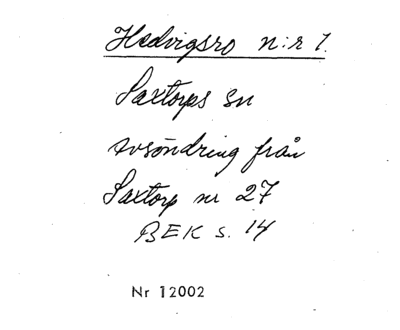 Hedvigsro n:r 1.
Saxtorps sn
avsöndring från
Saxtorp nr 27
BEK s. 14
Nr 12002